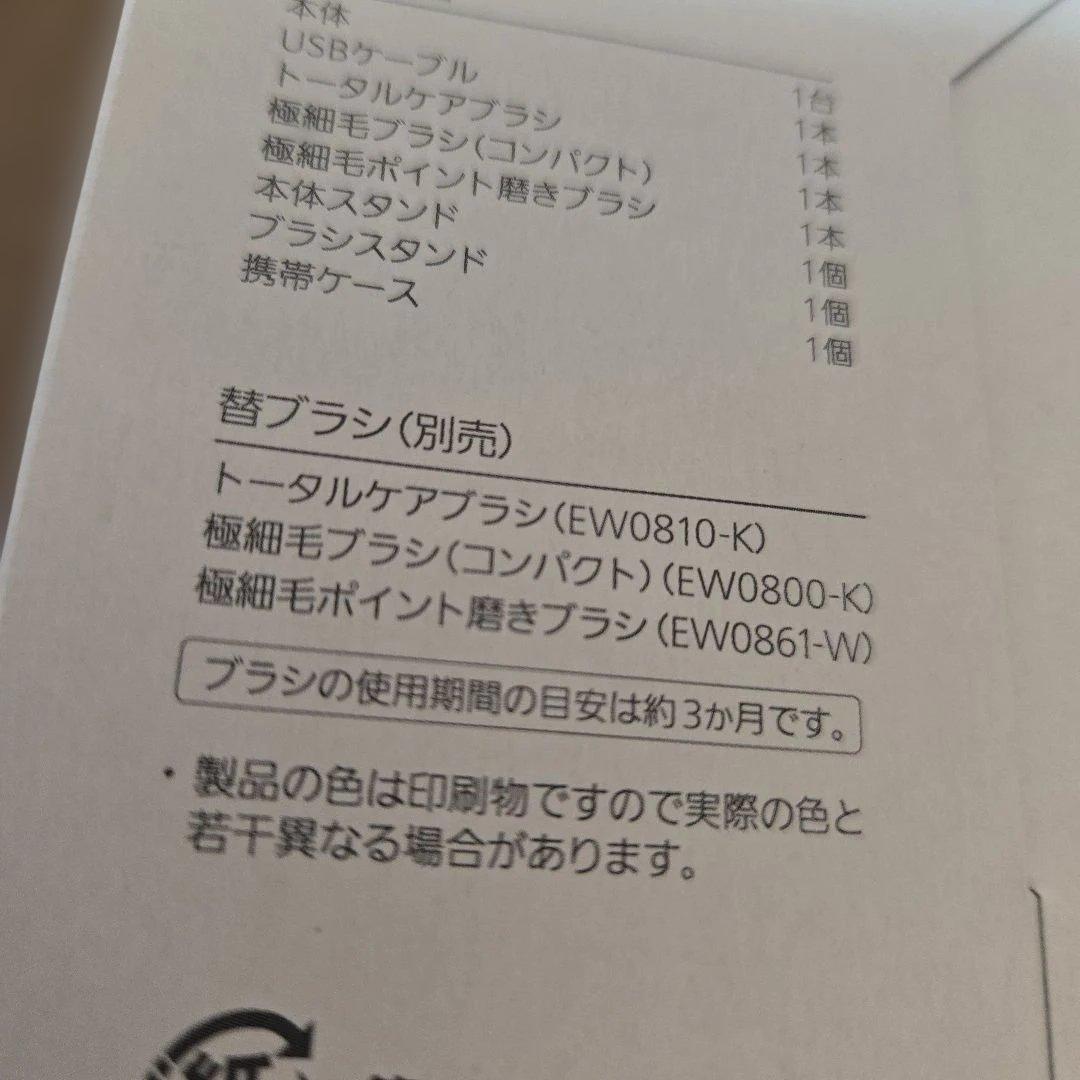 本体 1台
USBケーブル 1本
トータルケアブラシ 1本
極細毛ブラシ(コンパクト) 1本
極細毛ポイント磨きブラシ 1本
本体スタンド 1個
ブラシスタンド 1個
携帯ケース 1個
替ブラシ(別売)
トータルケアブラシ(EW0810-K)
極細毛ブラシ(コンパクト)(EW0800-K)
極細毛ポイント磨きブラシ(EW0861-W)
ブラシの使用期間の目安は約3か月です。
・製品の色は印刷物ですので実際の色と
若干異なる場合があります。
紙